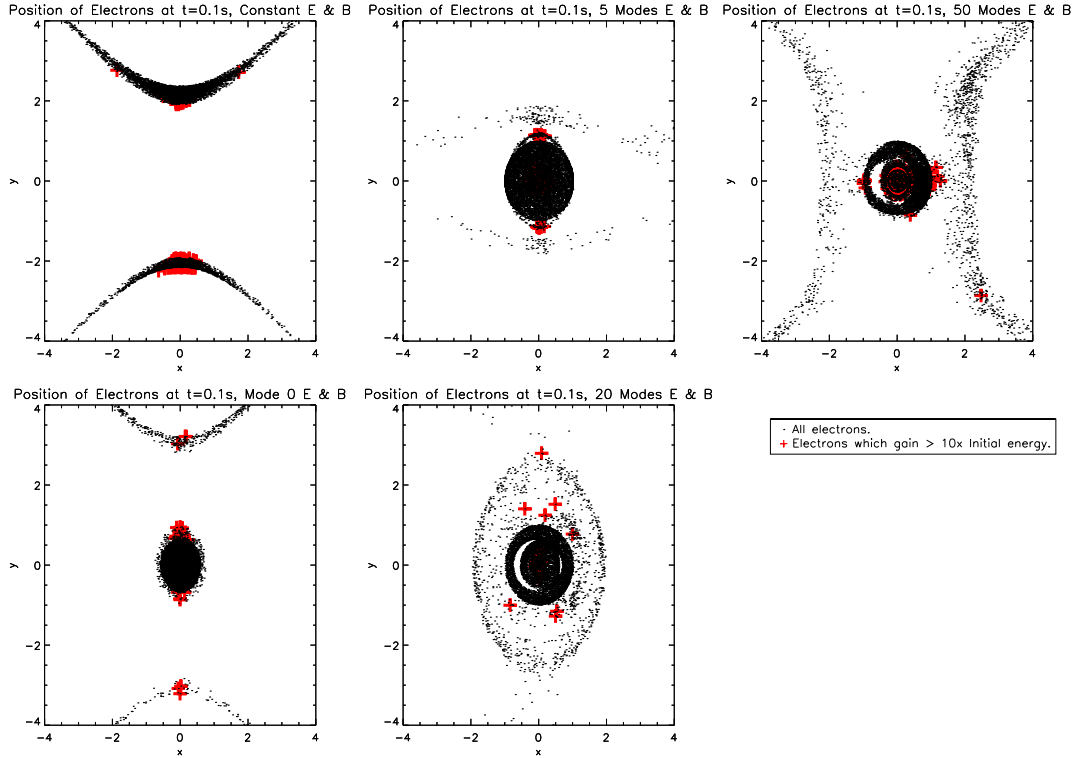 Position of Electrons at t=0.1s, Constant E & B
4
2
0
−2
−4
y
−4 −2 0 2 4
x
Position of Electrons at t=0.1s, 5 Modes E & B
4
2
0
−2
−4
y
−4 −2 0 2 4
x
Position of Electrons at t=0.1s, 50 Modes E & B
4
2
0
−2
−4
y
−4 −2 0 2 4
x
Position of Electrons at t=0.1s, Mode 0 E & B
4
2
0
−2
−4
y
−4 −2 0 2 4
x
Position of Electrons at t=0.1s, 20 Modes E & B
4
2
0
−2
−4
y
−4 −2 0 2 4
x
All electrons.
Electrons which gain > 10x Initial energy.